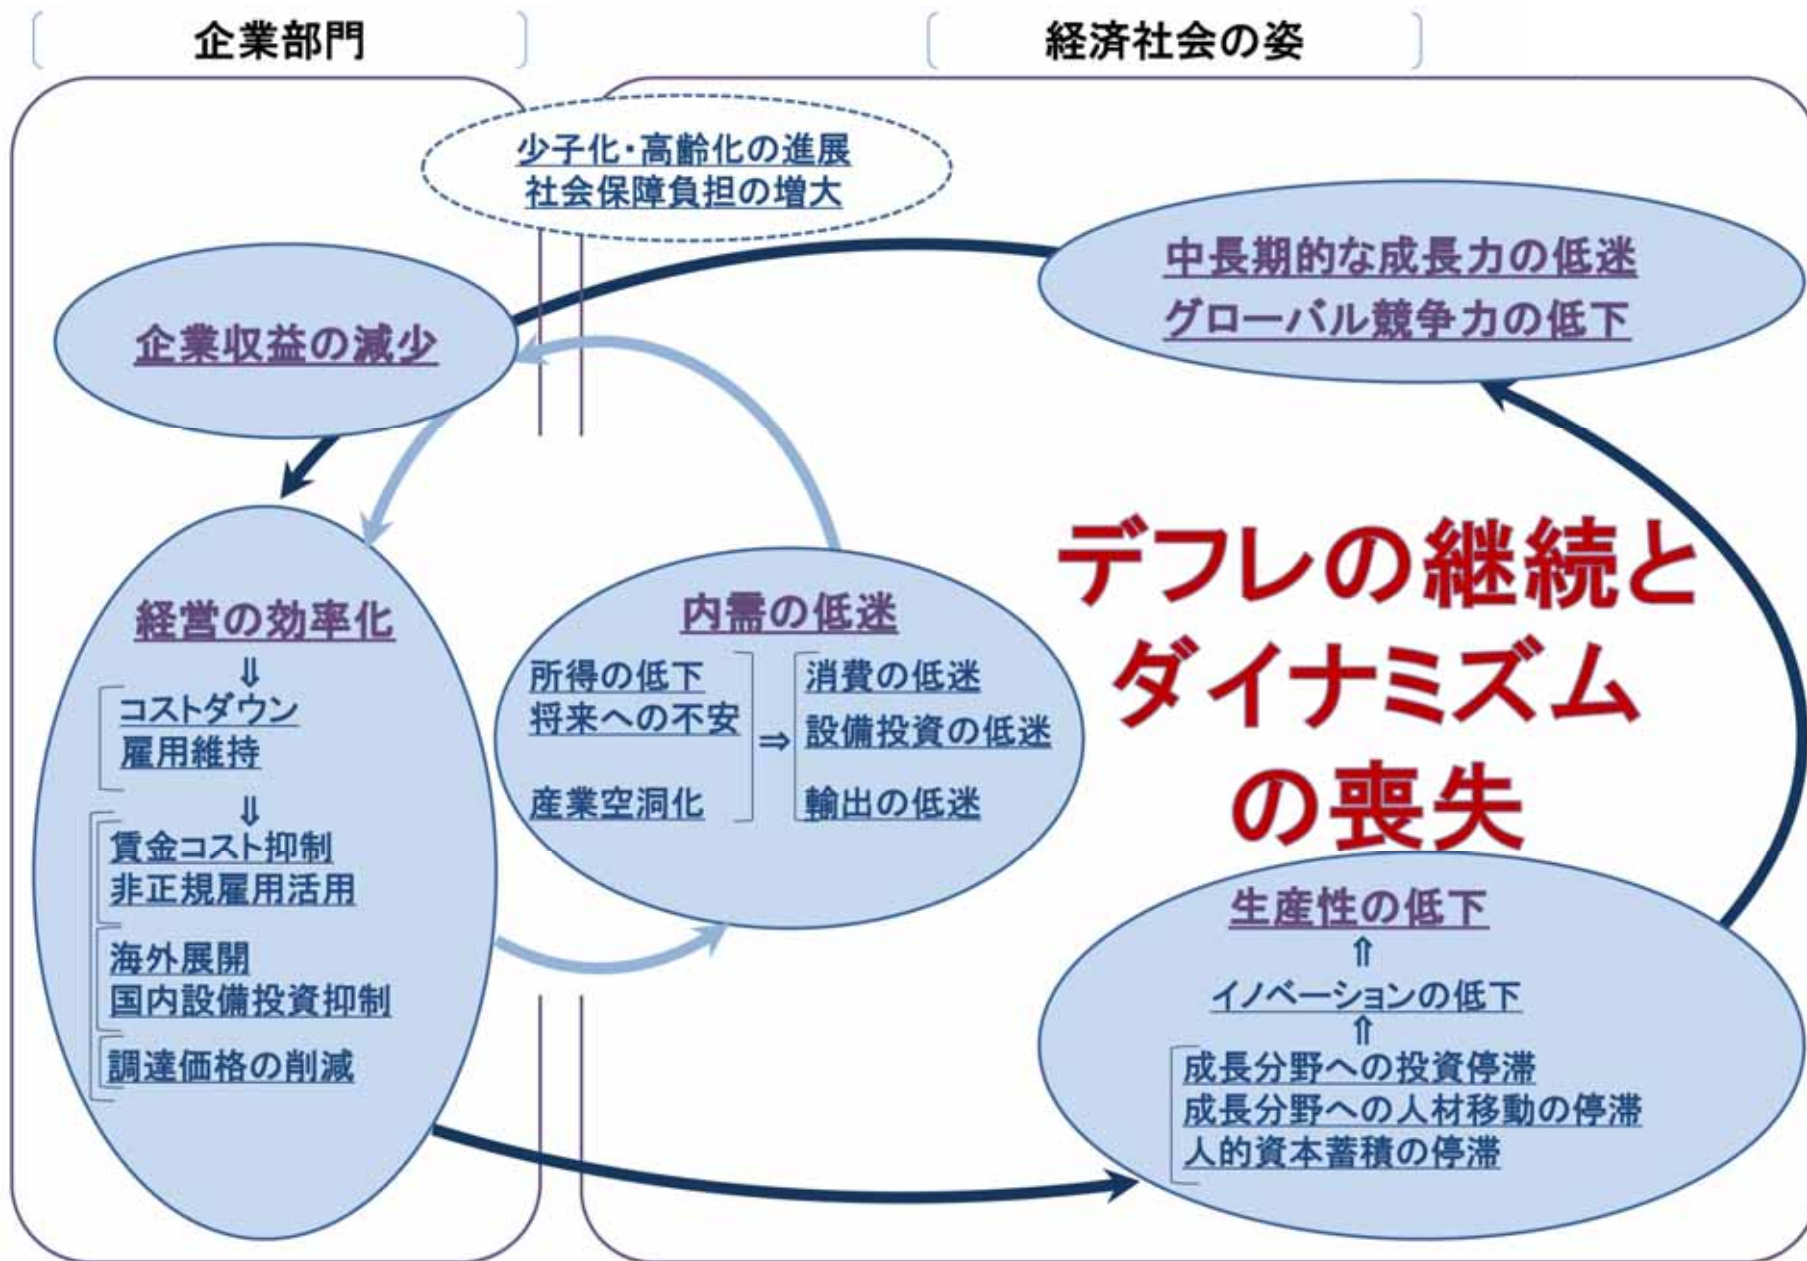 企業部門
経済社会の姿
少子化・高齢化の進展
社会保障負担の増大
中長期的な成長力の低迷
グローバル競争力の低下
企業収益の減少
デフレの継続と
ダイナミズム
の喪失
経営の効率化
⇓
コストダウン
雇用維持
⇓
賃金コスト抑制
非正規雇用活用
海外展開
国内設備投資抑制
調達価格の削減
内需の低迷
所得の低下
将来への不安
産業空洞化
⇒
消費の低迷
設備投資の低迷
輸出の低迷
生産性の低下
⇑
イノベーションの低下
⇑
成長分野への投資停滞
成長分野への人材移動の停滞
人的資本蓄積の停滞